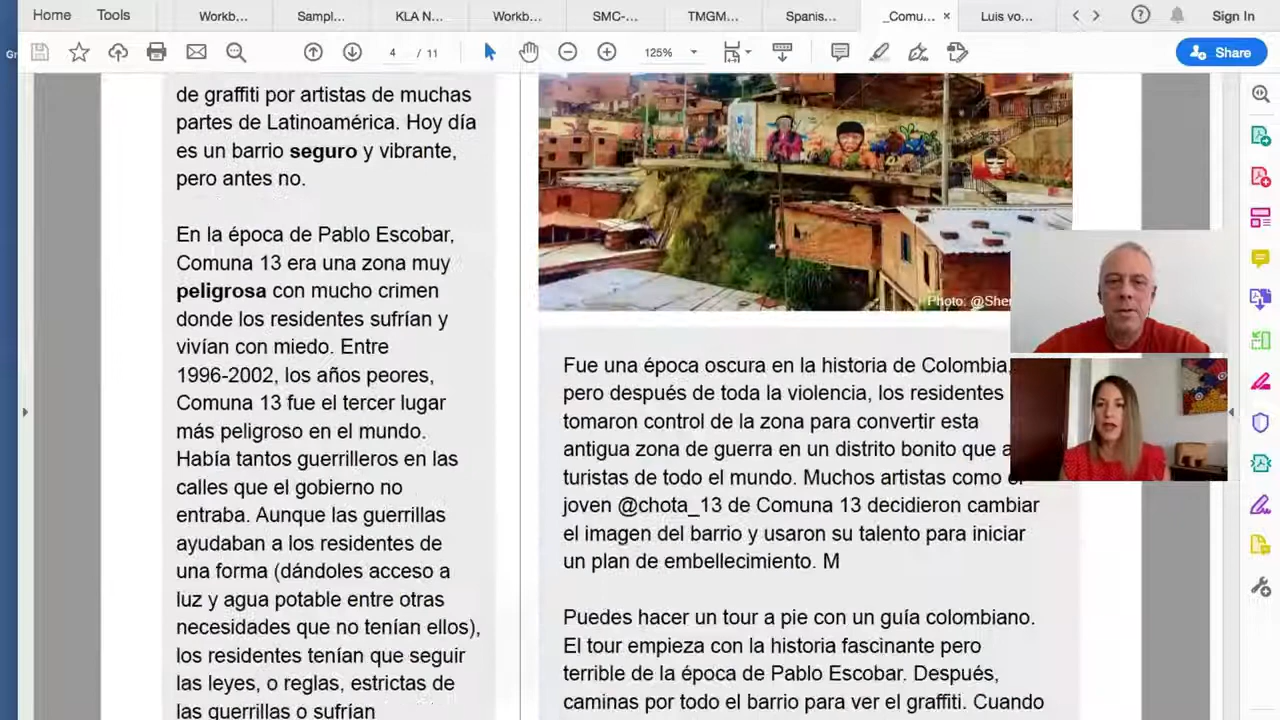 Home
Tools
Workb...
Sampl...
KLA N...
Workb...
SMC-...
TMGM...
Spanis...
_Comu...
Luis vo...
Sign In
4 / 11
125%
Share
de graffiti por artistas de muchas
partes de Latinoamérica. Hoy día
es un barrio seguro y vibrante,
pero antes no.
En la época de Pablo Escobar,
Comuna 13 era una zona muy
peligrosa con mucho crimen
donde los residentes sufrían y
vivían con miedo. Entre
1996-2002, los años peores,
Comuna 13 fue el tercer lugar
más peligroso en el mundo.
Había tantos guerrilleros en las
calles que el gobierno no
entraba. Aunque las guerrillas
ayudaban a los residentes de
una forma (dándoles acceso a
luz y agua potable entre otras
necesidades que no tenían ellos),
los residentes tenían que seguir
las leyes, o reglas, estrictas de
las guerrillas o sufrían
Photo: @Sher
Fue una época oscura en la historia de Colombia,
pero después de toda la violencia, los residentes
tomaron control de la zona para convertir esta
antigua zona de guerra en un distrito bonito que a
turistas de todo el mundo. Muchos artistas como el
joven @chota_13 de Comuna 13 decidieron cambiar
el imagen del barrio y usaron su talento para iniciar
un plan de embellecimiento. M
Puedes hacer un tour a pie con un guía colombiano.
El tour empieza con la historia fascinante pero
terrible de la época de Pablo Escobar. Después,
caminas por todo el barrio para ver el graffiti. Cuando